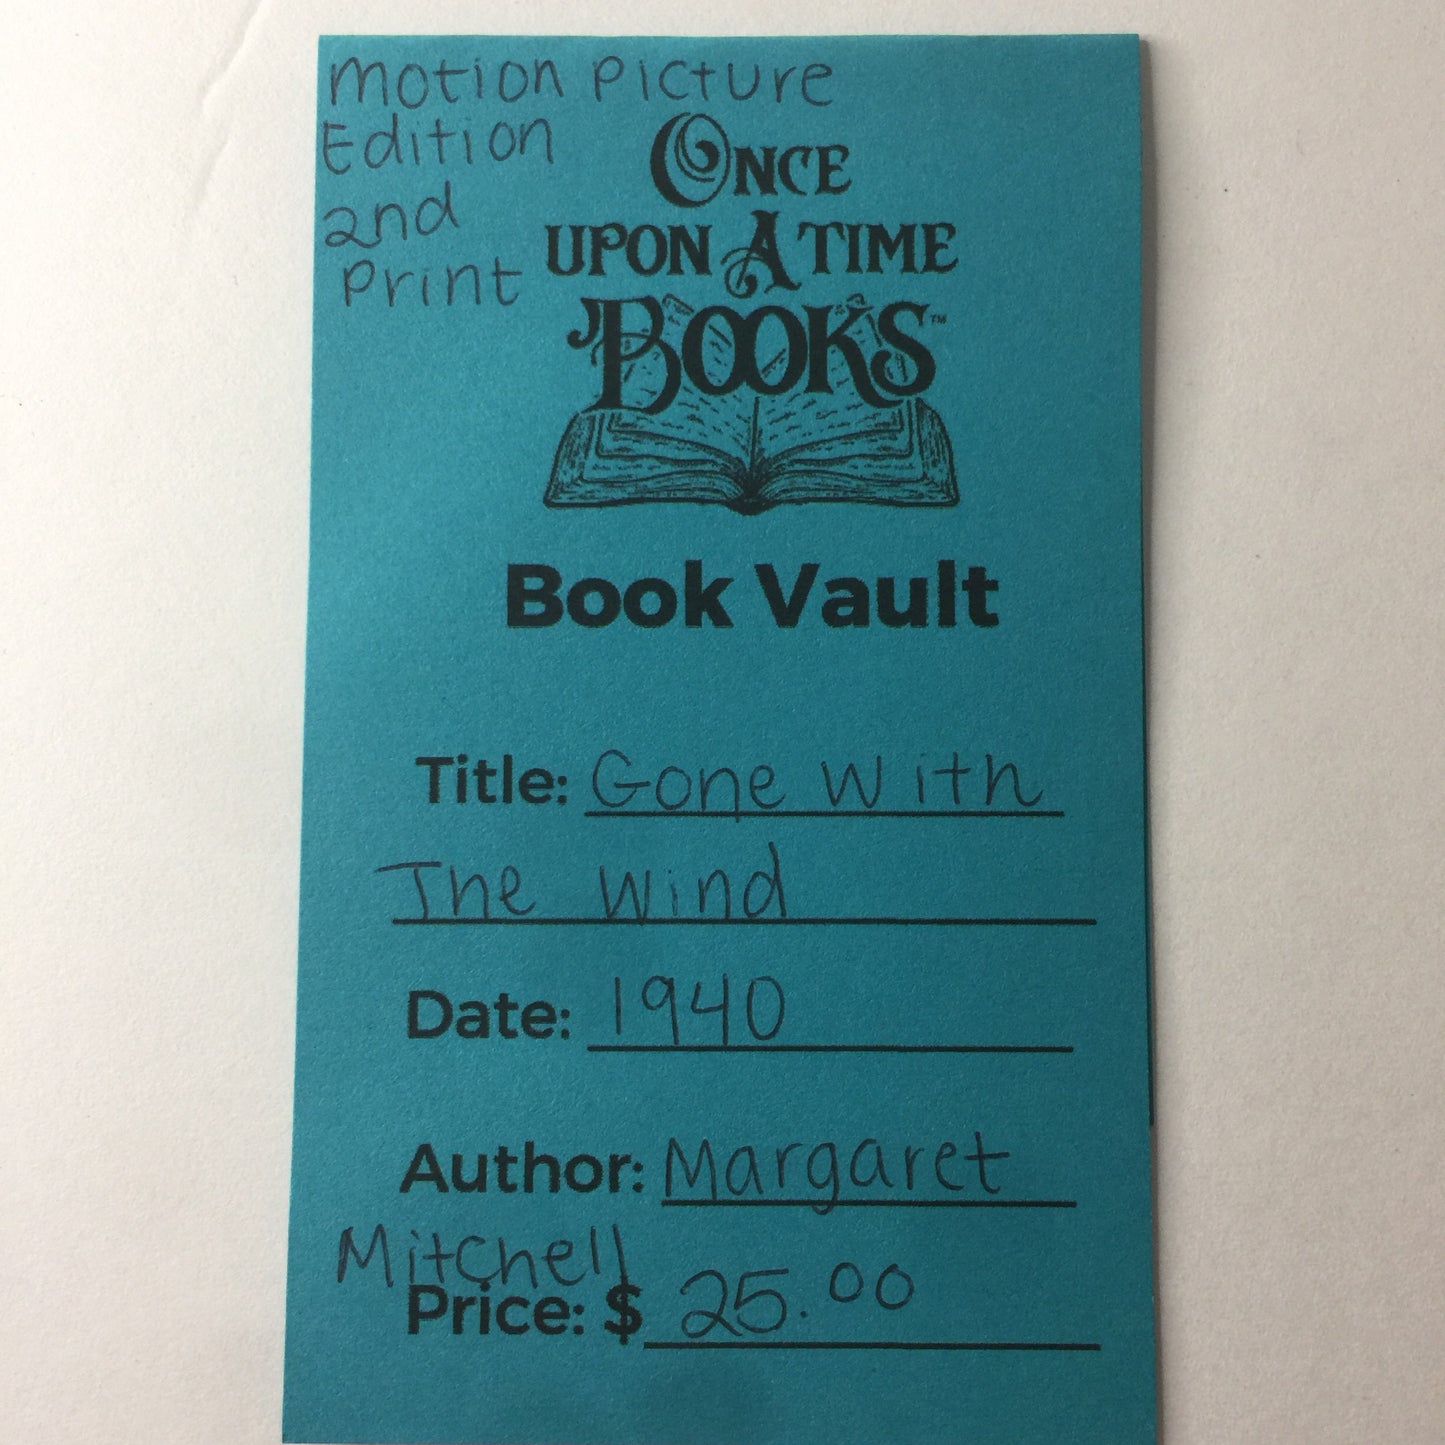 Motion Picture
Edition
2nd
Print
ONCE
UPON A TIME
BOOKS™
Book Vault
Title: Gone With
The Wind
Date: 1940
Author: Margaret
Mitchell
Price: $ 25.00